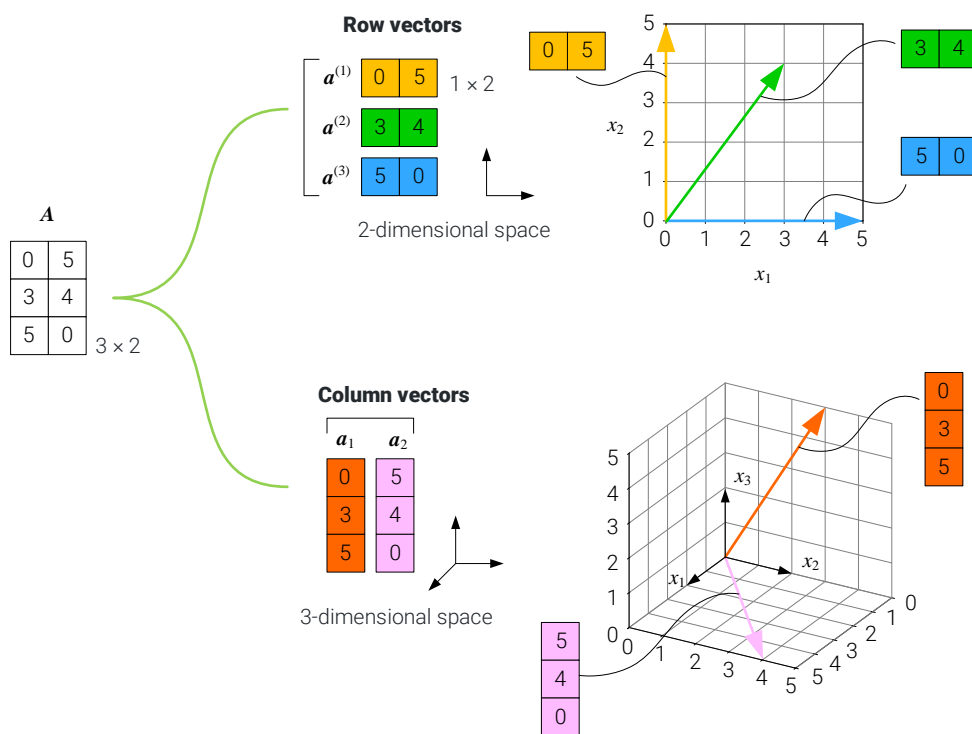 Row vectors
a(1) 0 5
1 × 2
a(2) 3 4
a(3) 5 0
2-dimensional space
0 5
3 4
5 0
5
4
3
2
1
0
x2
0 1 2 3 4 5
x1
A
0 5
3 4
5 0
3 × 2
Column vectors
a1 a2
0 5
3 4
5 0
3-dimensional space
0
3
5
5
4
3
2
1
0
x3
x2
x1
0 1 2 3 4 5
5 4 3 2 1 0
5
4
0